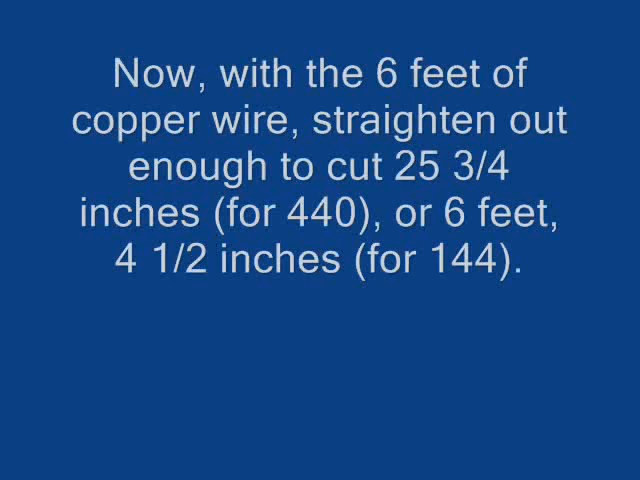 Now, with the 6 feet of
copper wire, straighten out
enough to cut 25 3/4
inches (for 440), or 6 feet,
4 1/2 inches (for 144).